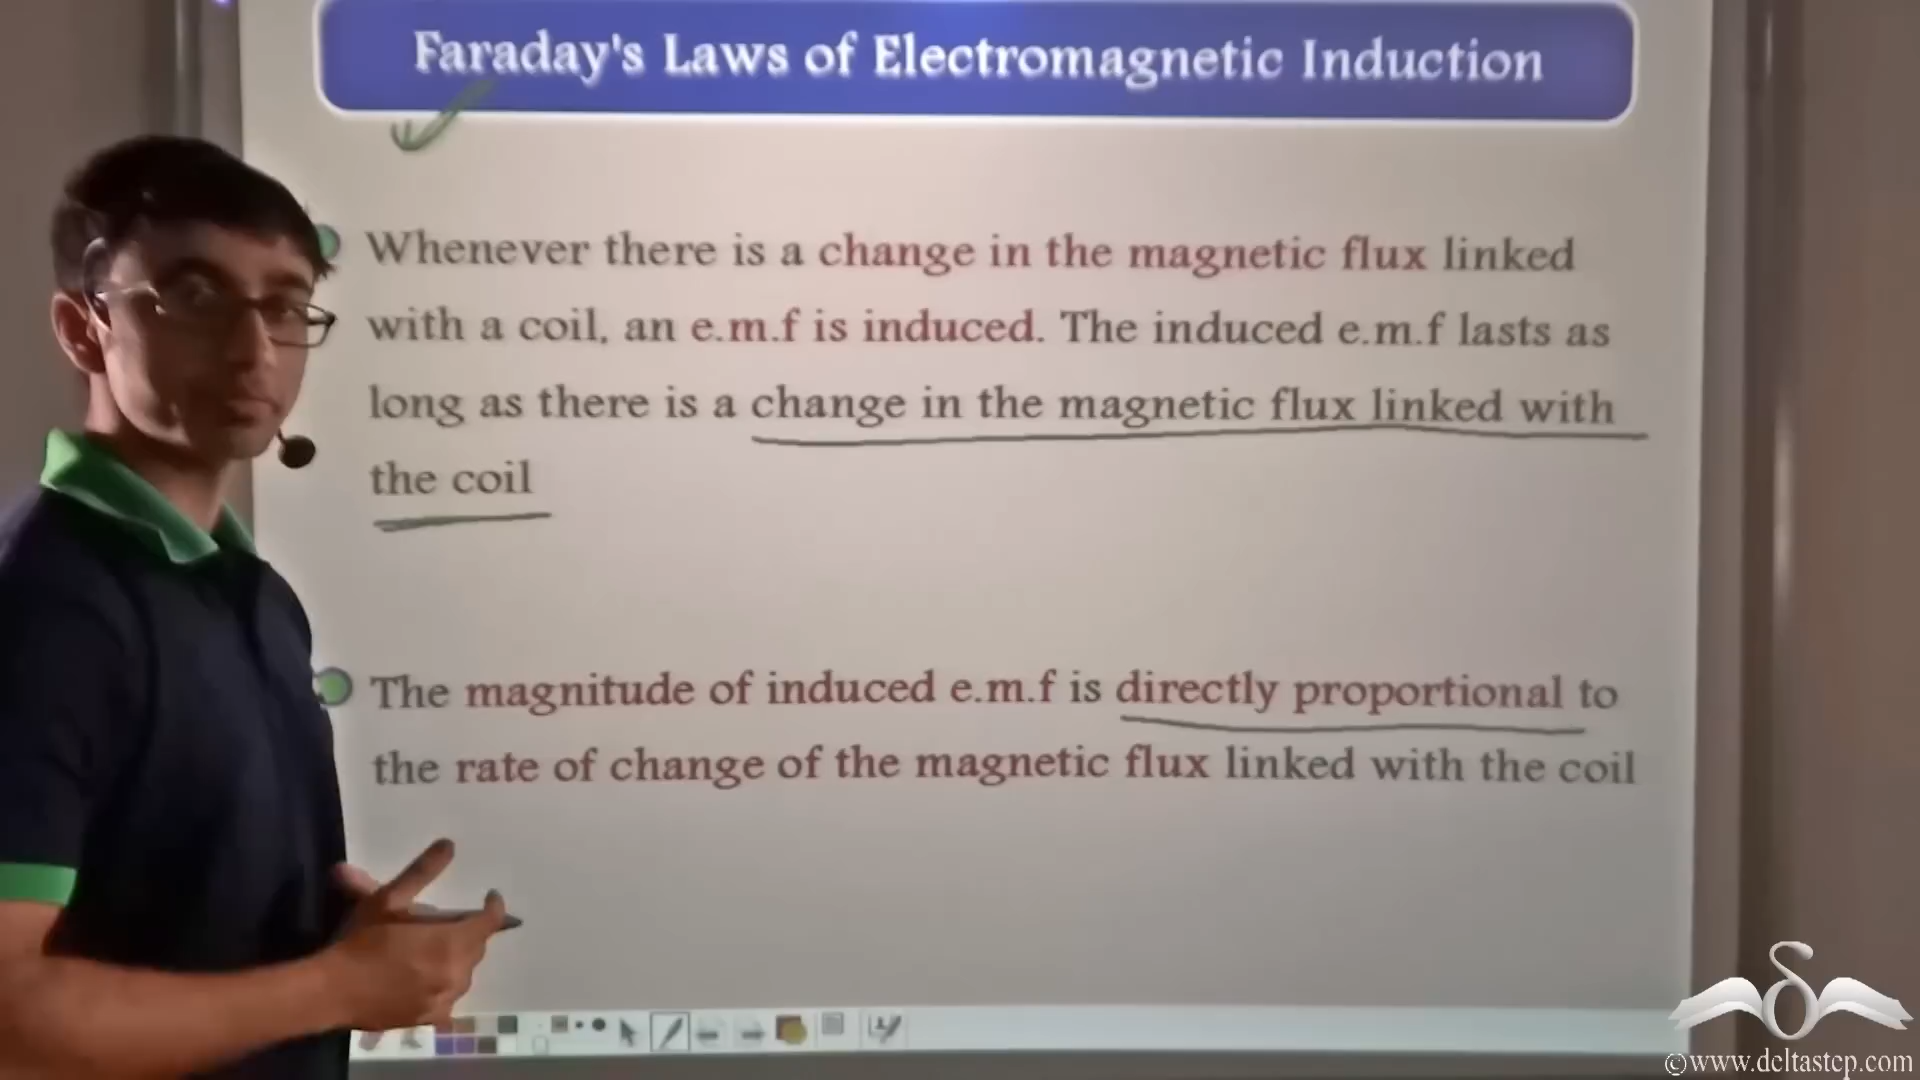 Faraday's Laws of Electromagnetic Induction
Whenever there is a change in the magnetic flux linked
with a coil, an e.m.f is induced. The induced e.m.f lasts as
long as there is a change in the magnetic flux linked with
the coil
The magnitude of induced e.m.f is directly proportional to
the rate of change of the magnetic flux linked with the coil
©www.deltastep.com